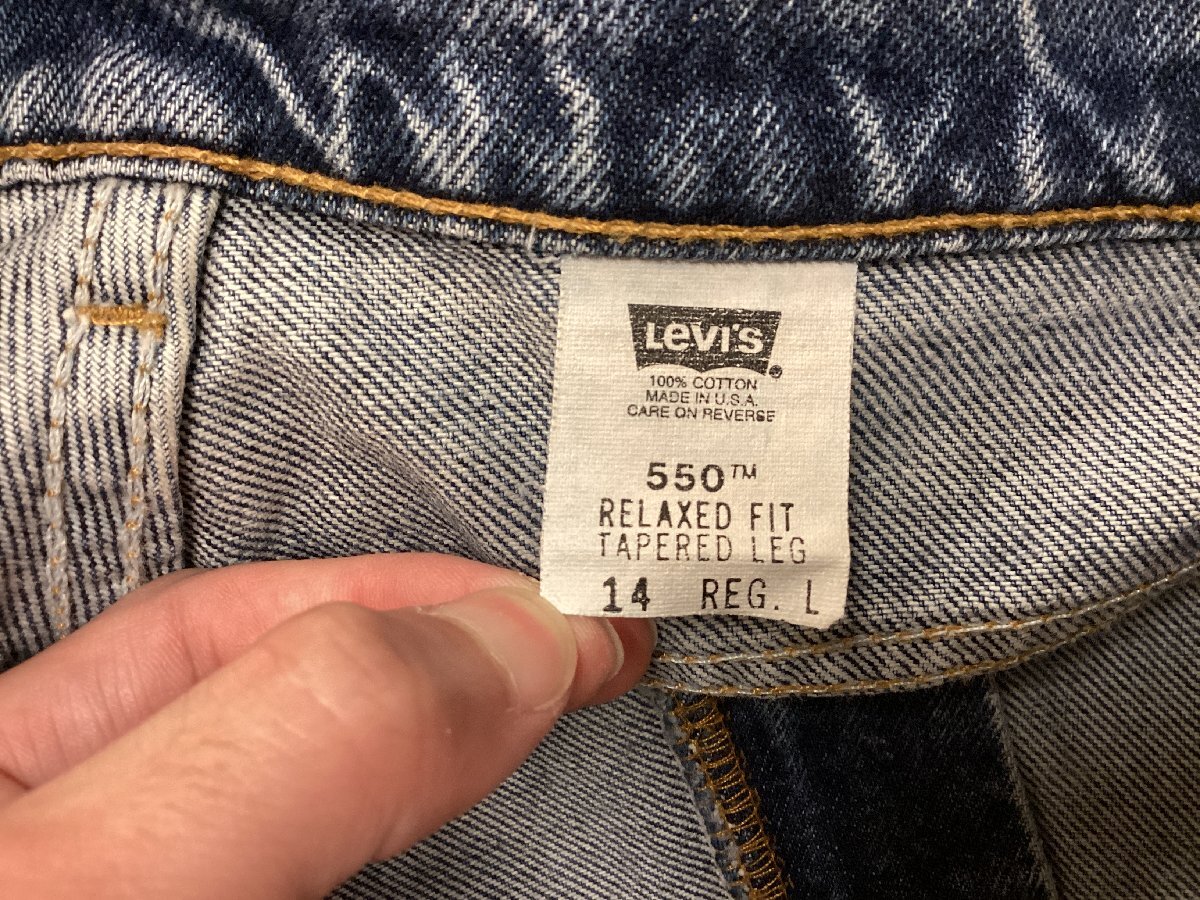 Levi's®
100% COTTON
MADE IN U.S.A.
CARE ON REVERSE
550™
RELAXED FIT
TAPERED LEG
14 REG. L